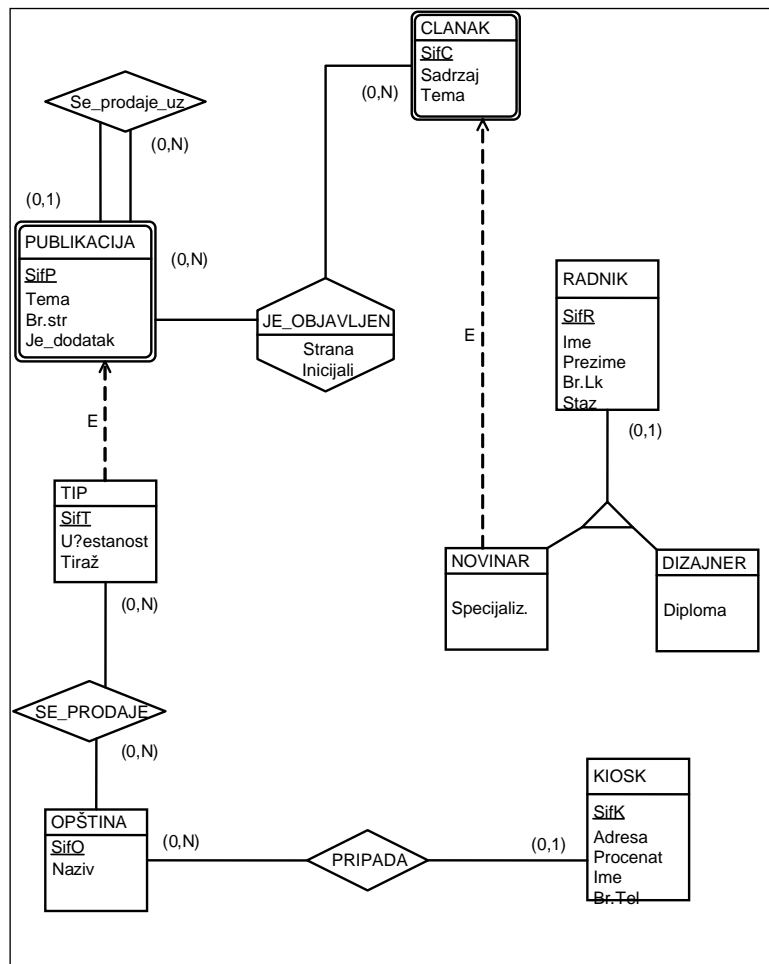 CLANAK
SifC
Sadrzaj
Tema
(0,N)
Se_prodaje_uz
(0,N)
(0,1)
PUBLIKACIJA
SifP
Tema
Br.str
Je_dodatak
(0,N)
JE_OBJAVLJEN
Strana
Inicijali
E
RADNIK
SifR
Ime
Prezime
Br.Lk
Staz
(0,1)
E
TIP
SifT
U?estanost
Tiraž
(0,N)
NOVINAR
Specijaliz.
DIZAJNER
Diploma
SE_PRODAJE
(0,N)
OPŠTINA
SifO
Naziv
(0,N)
PRIPADA
(0,1)
KIOSK
SifK
Adresa
Procenat
Ime
Br.Tel